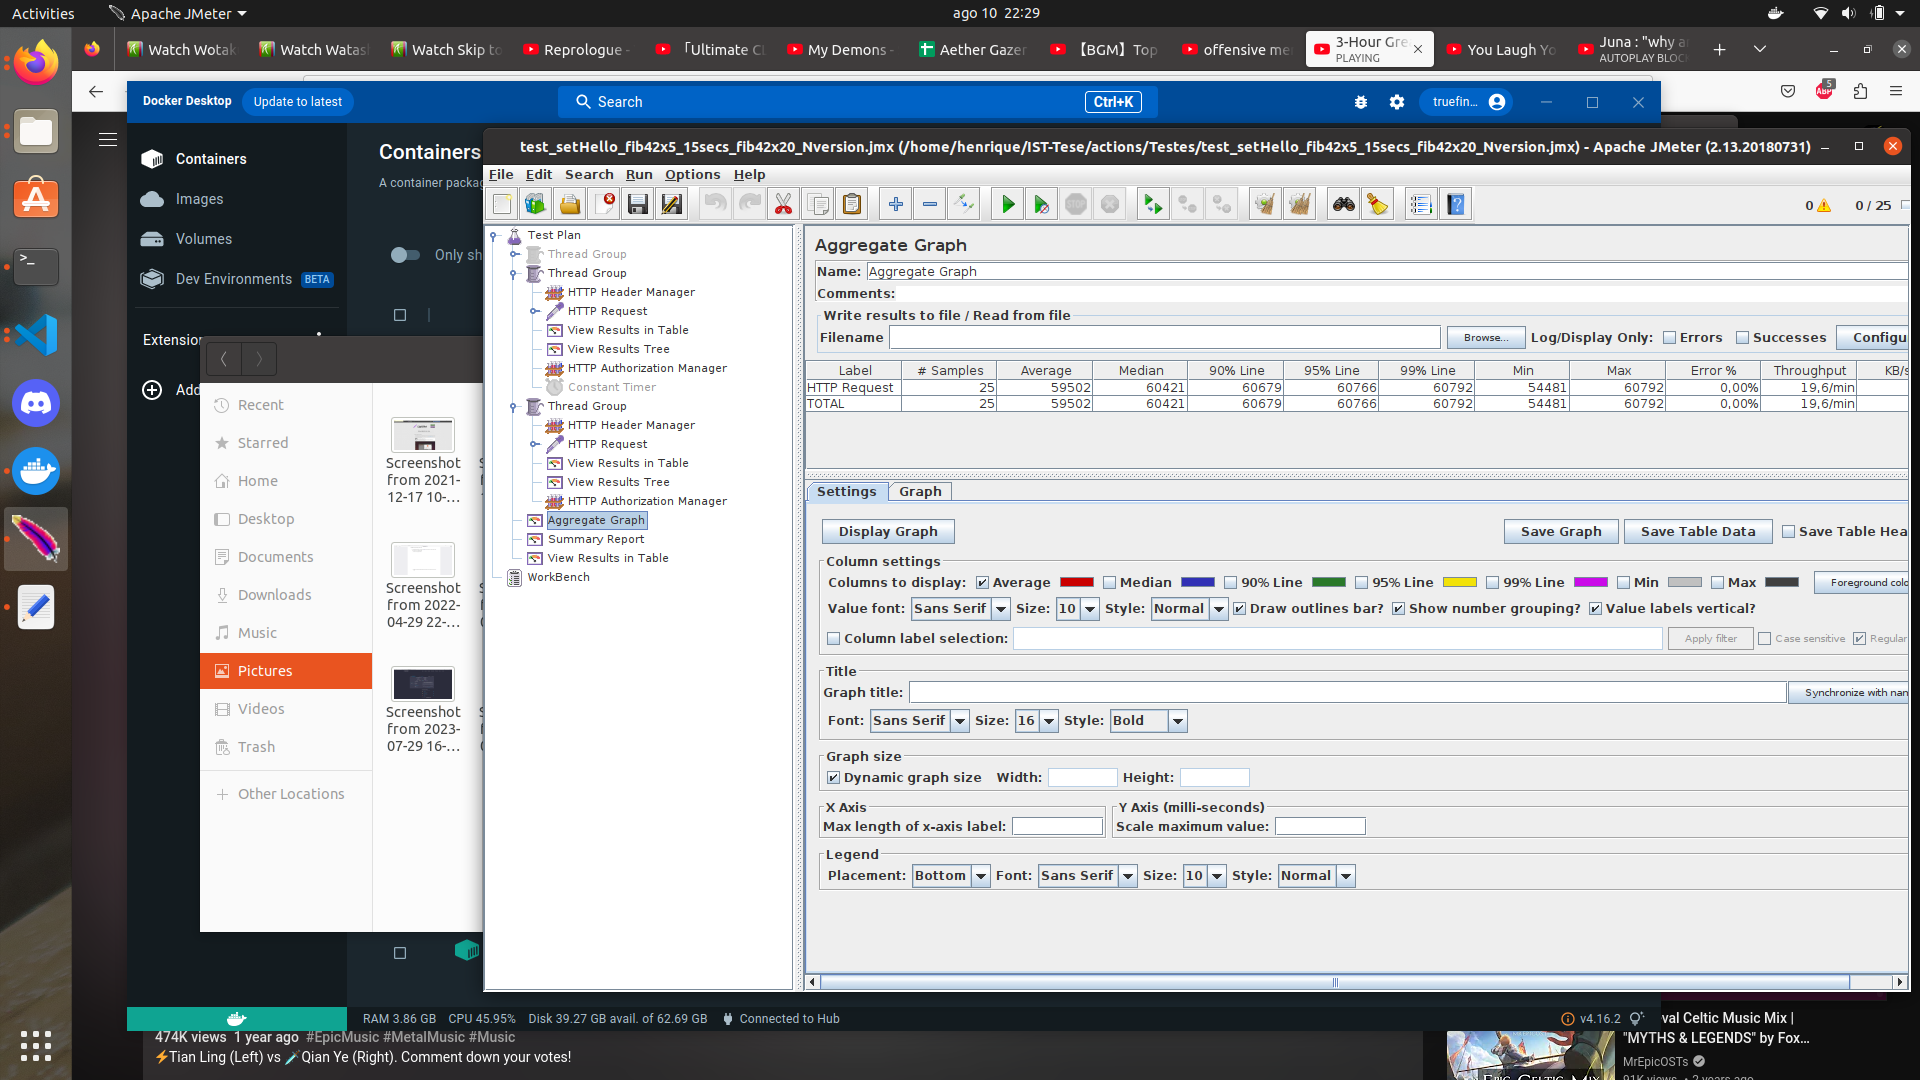 Activities
Apache JMeter
ago 10 22:29
Watch Wotak
Watch Watash
Watch Skip to
Reprologue -
「Ultimate Cl
My Demons -
Aether Gazer
【BGM】Top
offensive me
3-Hour Gre
PLAYING
You Laugh Yo
Juna : "why a
AUTOPLAY BLOC
5
ABP
Docker Desktop
Update to latest
Search
Ctrl+K
truefin...
Containers
Images
Volumes
Dev Environments
BETA
Extension
Add
Containers
A container packag
Only sh
Recent
Starred
Home
Desktop
Documents
Downloads
Music
Pictures
Videos
Trash
Other Locations
Screenshot
from 2021-
12-17 10-...
Screenshot
from 2022-
04-29 22-...
Screenshot
from 2023-
07-29 16-...
test_setHello_fib42x5_15secs_fib42x20_Nversion.jmx (/home/henrique/IST-Tese/actions/Testes/test_setHello_fib42x5_15secs_fib42x20_Nversion.jmx) - Apache JMeter (2.13.20180731)
File Edit Search Run Options Help
STOP
0
0 / 25
Test Plan
Thread Group
Thread Group
HTTP Header Manager
HTTP Request
View Results in Table
View Results Tree
HTTP Authorization Manager
Constant Timer
Thread Group
HTTP Header Manager
HTTP Request
View Results in Table
View Results Tree
HTTP Authorization Manager
Aggregate Graph
Summary Report
View Results in Table
WorkBench
Aggregate Graph
Name: Aggregate Graph
Comments:
Write results to file / Read from file
Filename
Browse...
Log/Display Only:
Errors
Successes
Configu
Label # Samples Average Median 90% Line 95% Line 99% Line Min Max Error % Throughput KB/s
HTTP Request 25 59502 60421 60679 60766 60792 54481 60792 0,00% 19,6/min
TOTAL 25 59502 60421 60679 60766 60792 54481 60792 0,00% 19,6/min
Settings Graph
Display Graph
Save Graph
Save Table Data
Save Table Hea
Column settings
Columns to display: Average Median 90% Line 95% Line 99% Line Min Max Foreground colo
Value font: Sans Serif Size: 10 Style: Normal Draw outlines bar? Show number grouping? Value labels vertical?
Column label selection: Apply filter Case sensitive Regular
Title
Graph title: Synchronize with nam
Font: Sans Serif Size: 16 Style: Bold
Graph size
Dynamic graph size Width: Height:
X Axis
Max length of x-axis label:
Y Axis (milli-seconds)
Scale maximum value:
Legend
Placement: Bottom Font: Sans Serif Size: 10 Style: Normal
RAM 3.86 GB CPU 45.95% Disk 39.27 GB avail. of 62.69 GB Connected to Hub
v4.16.2
474K views 1 year ago #EpicMusic #MetalMusic #Music
⚡Tian Ling (Left) vs Qian Ye (Right). Comment down your votes!
val Celtic Music Mix |
"MYTHS & LEGENDS" by Fox...
MrEpicOSTs
91K views • 2 years ago